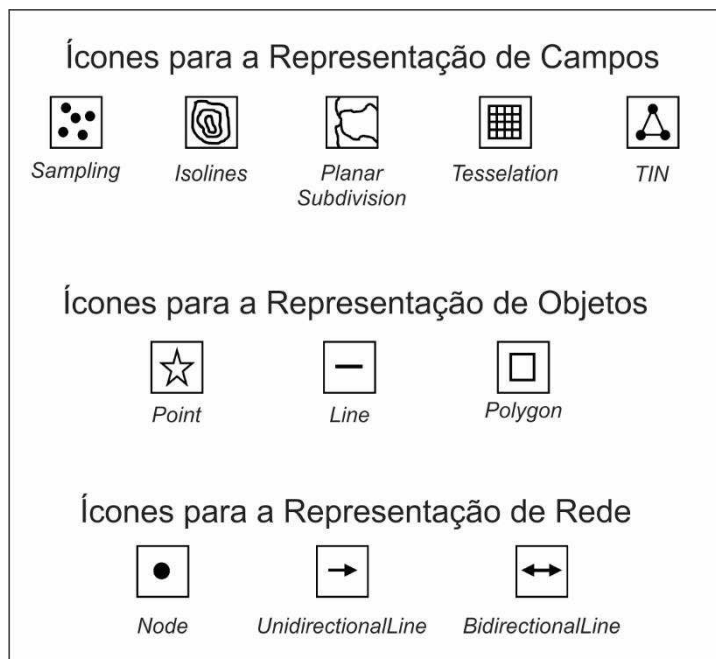 Ícones para a Representação de Campos
Sampling
Isolines
Planar
Subdivision
Tesselation
TIN
Ícones para a Representação de Objetos
Point
Line
Polygon
Ícones para a Representação de Rede
Node
UnidirectionalLine
BidirectionalLine